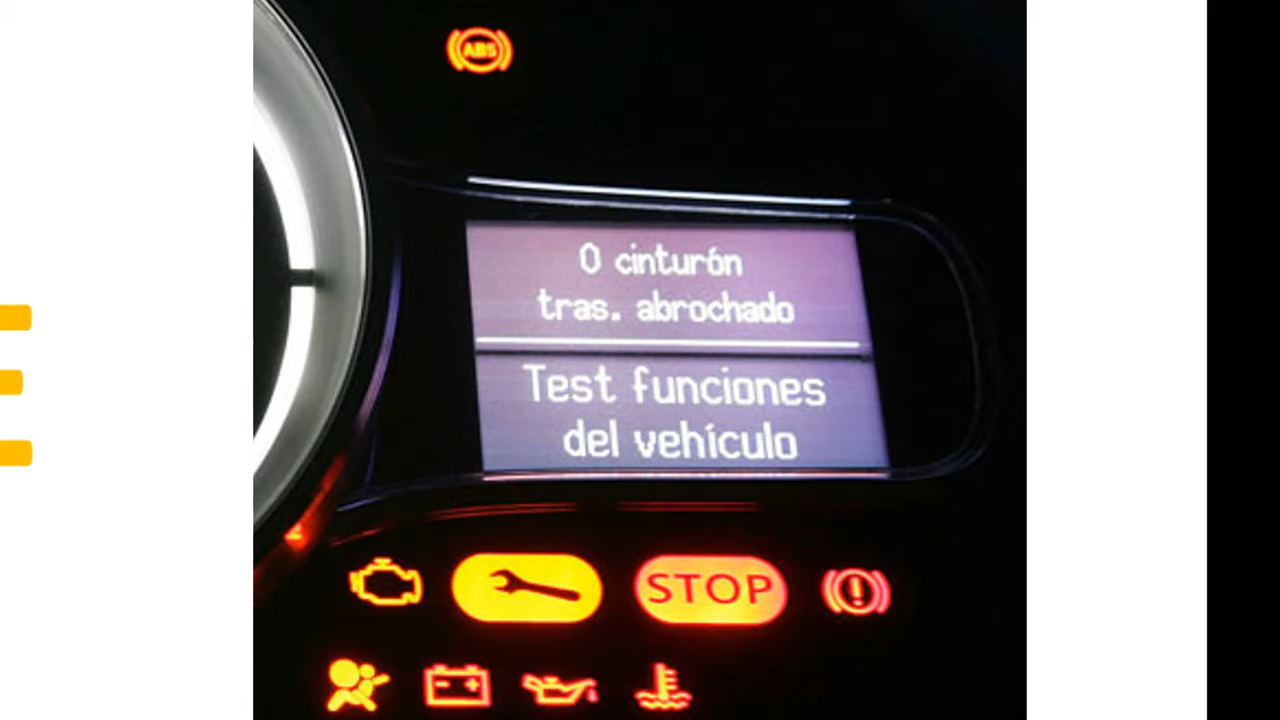 ABS
0 cinturón
tras. abrochado
Test funciones
del vehículo
STOP